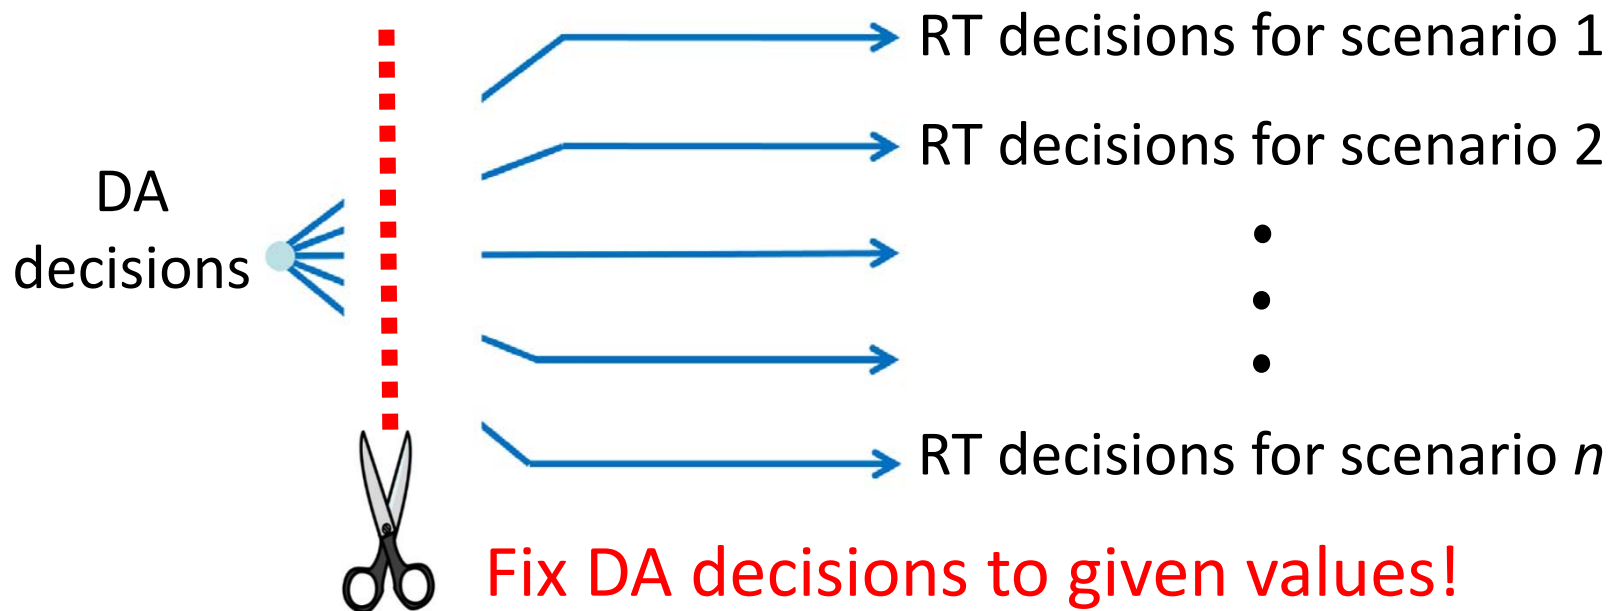 RT decisions for scenario 1
RT decisions for scenario 2
DA
decisions
RT decisions for scenario n
Fix DA decisions to given values!